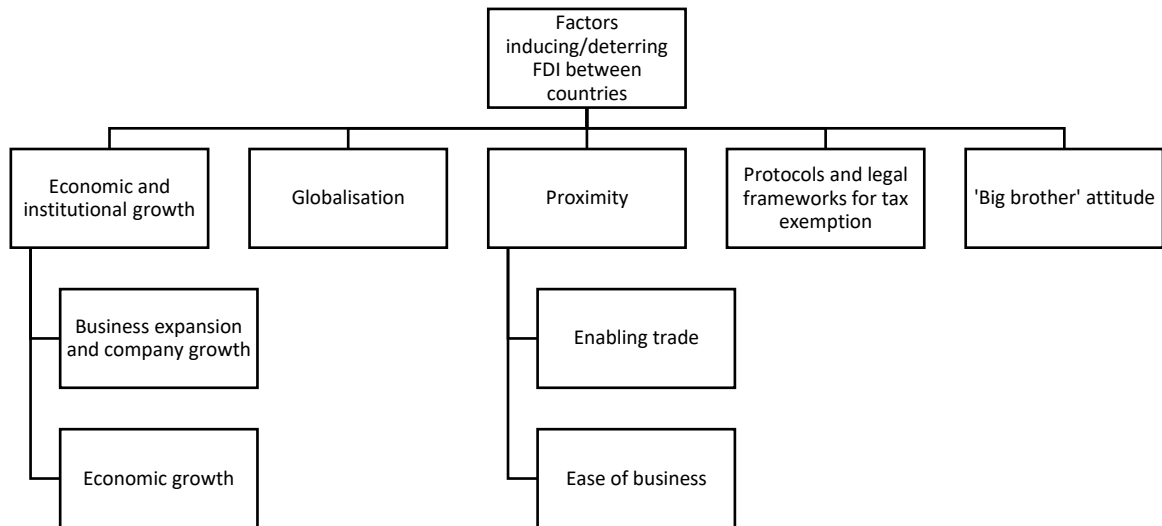 Factors
inducing/deterring
FDI between
countries
Economic and
institutional growth
Globalisation
Proximity
Protocols and legal
frameworks for tax
exemption
'Big brother' attitude
Business expansion
and company growth
Enabling trade
Economic growth
Ease of business